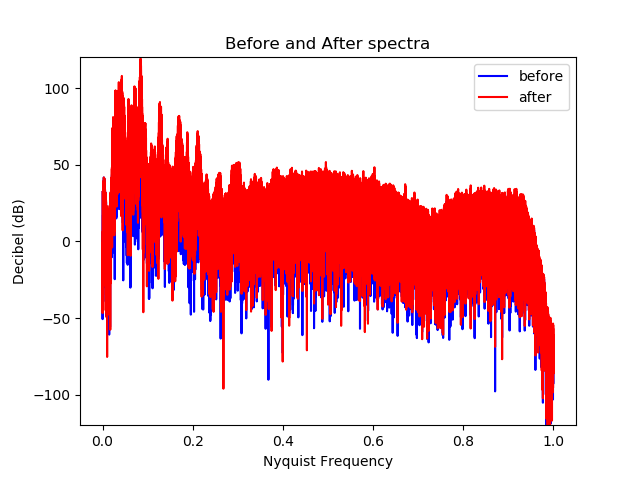 Before and After spectra
before
after
100
50
0
−50
−100
Decibel (dB)
0.0 0.2 0.4 0.6 0.8 1.0
Nyquist Frequency